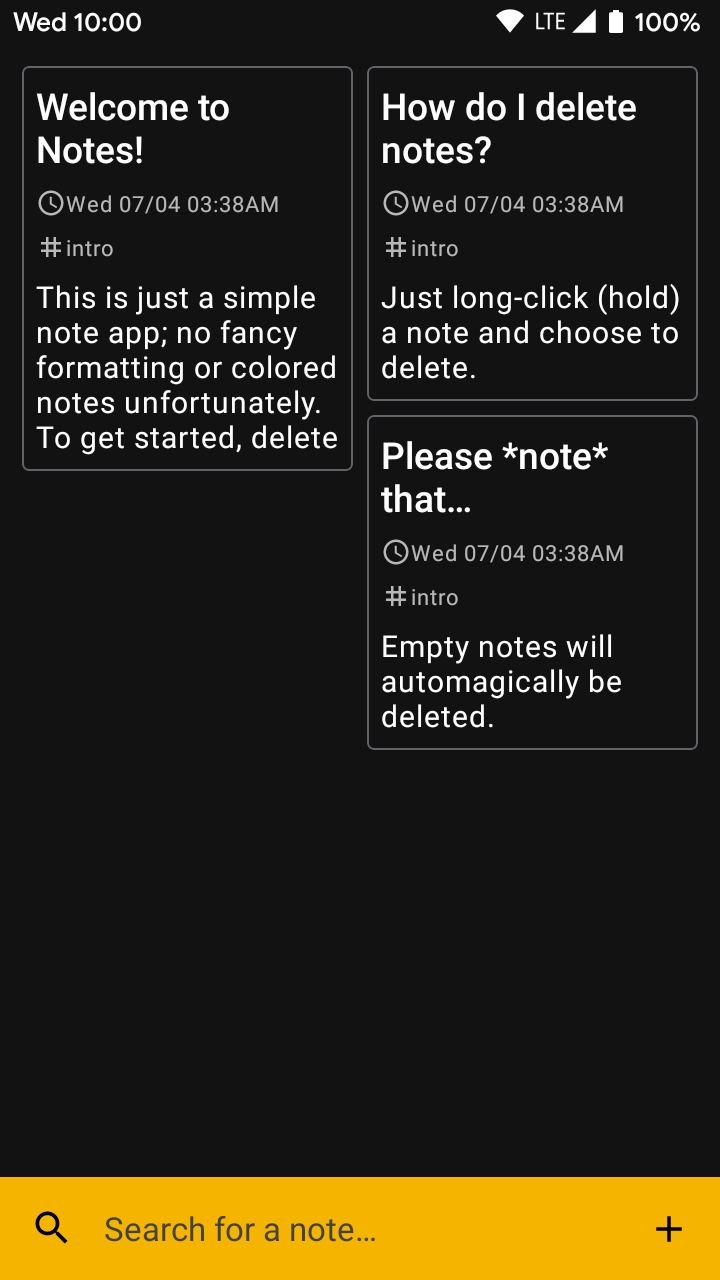 Wed 10:00
LTE
100%
Welcome to
Notes!
Wed 07/04 03:38AM
#intro
This is just a simple
note app; no fancy
formatting or colored
notes unfortunately.
To get started, delete
How do I delete
notes?
Wed 07/04 03:38AM
#intro
Just long-click (hold)
a note and choose to
delete.
Please *note*
that…
Wed 07/04 03:38AM
#intro
Empty notes will
automagically be
deleted.
Search for a note…